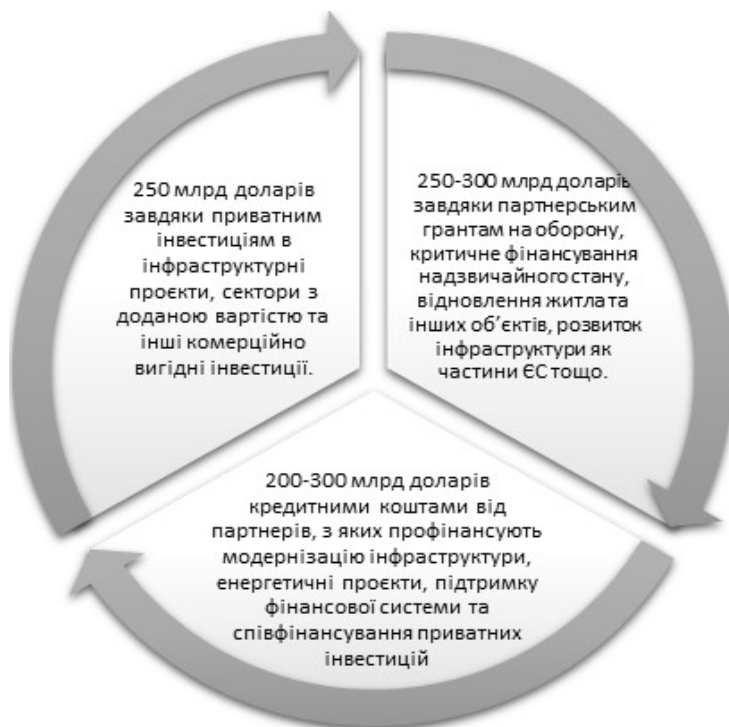 250 млрд доларів
завдяки приватним
інвестиціям в
інфраструктурні
проєкти, сектори з
доданою вартістю та
інші комерційно
вигідні інвестиції.
250-300 млрд доларів
завдяки партнерським
грантам на оборону,
критичне фінансування
надзвичайного стану,
відновлення житла та
інших об’єктів, розвиток
інфраструктури як
частини ЄС тощо.
200-300 млрд доларів
кредитними коштами від
партнерів, з яких профінансують
модернізацію інфраструктури,
енергетичні проєкти, підтримку
фінансової системи та
співфінансування приватних
інвестицій